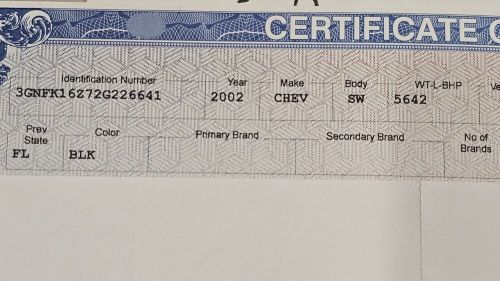 CERTIFICATE
Identification Number Year Make Body WT-L-BHP
3GNFK16Z72G226641 2002 CHEV SW 5642
Prev State Color Primary Brand Secondary Brand No of Brands
FL BLK